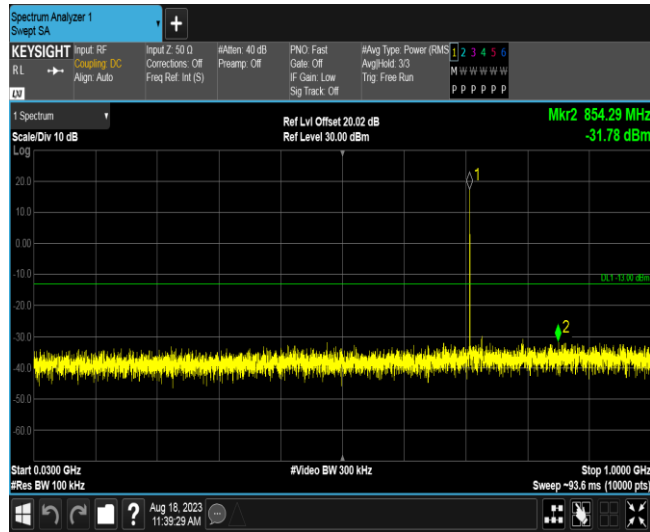 Spectrum Analyzer 1
Swept SA
+
KEYSIGHT
RL
LXI
Input: RF
Coupling: DC
Align: Auto
Input Z: 50 Ω
Corrections: Off
Freq Ref: Int (S)
#Atten: 40 dB
Preamp: Off
PNO: Fast
Gate: Off
IF Gain: Low
Sig Track: Off
#Avg Type: Power (RMS
Avg|Hold: 3/3
Trig: Free Run
1 2 3 4 5 6
M W W W W W
P P P P P P
1 Spectrum
Scale/Div 10 dB
Log
Ref Lvl Offset 20.02 dB
Ref Level 30.00 dBm
Mkr2 854.29 MHz
-31.78 dBm
20.0
10.0
0.00
-10.0
-20.0
-30.0
-40.0
-50.0
-60.0
1
DL1 -13.00 dBm
2
Start 0.0300 GHz
#Res BW 100 kHz
#Video BW 300 kHz
Stop 1.0000 GHz
Sweep ~93.6 ms (10000 pts)
?
Aug 18, 2023
11:39:29 AM